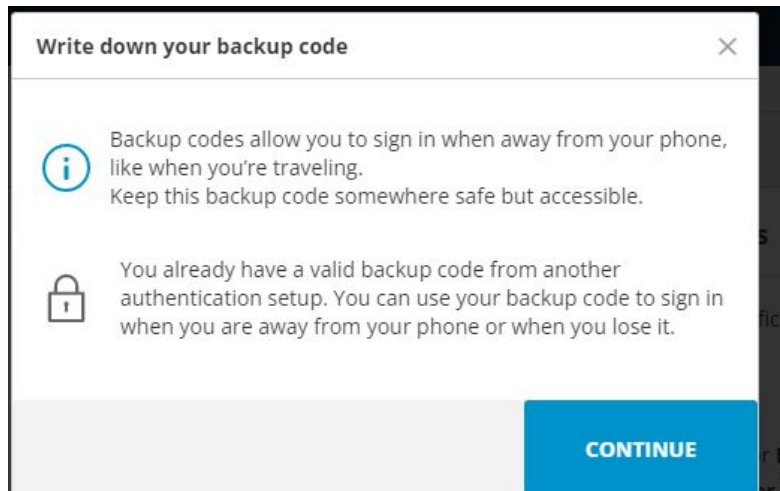 Write down your backup code
Backup codes allow you to sign in when away from your phone,
like when you're traveling.
Keep this backup code somewhere safe but accessible.
You already have a valid backup code from another
authentication setup. You can use your backup code to sign in
when you are away from your phone or when you lose it.
CONTINUE